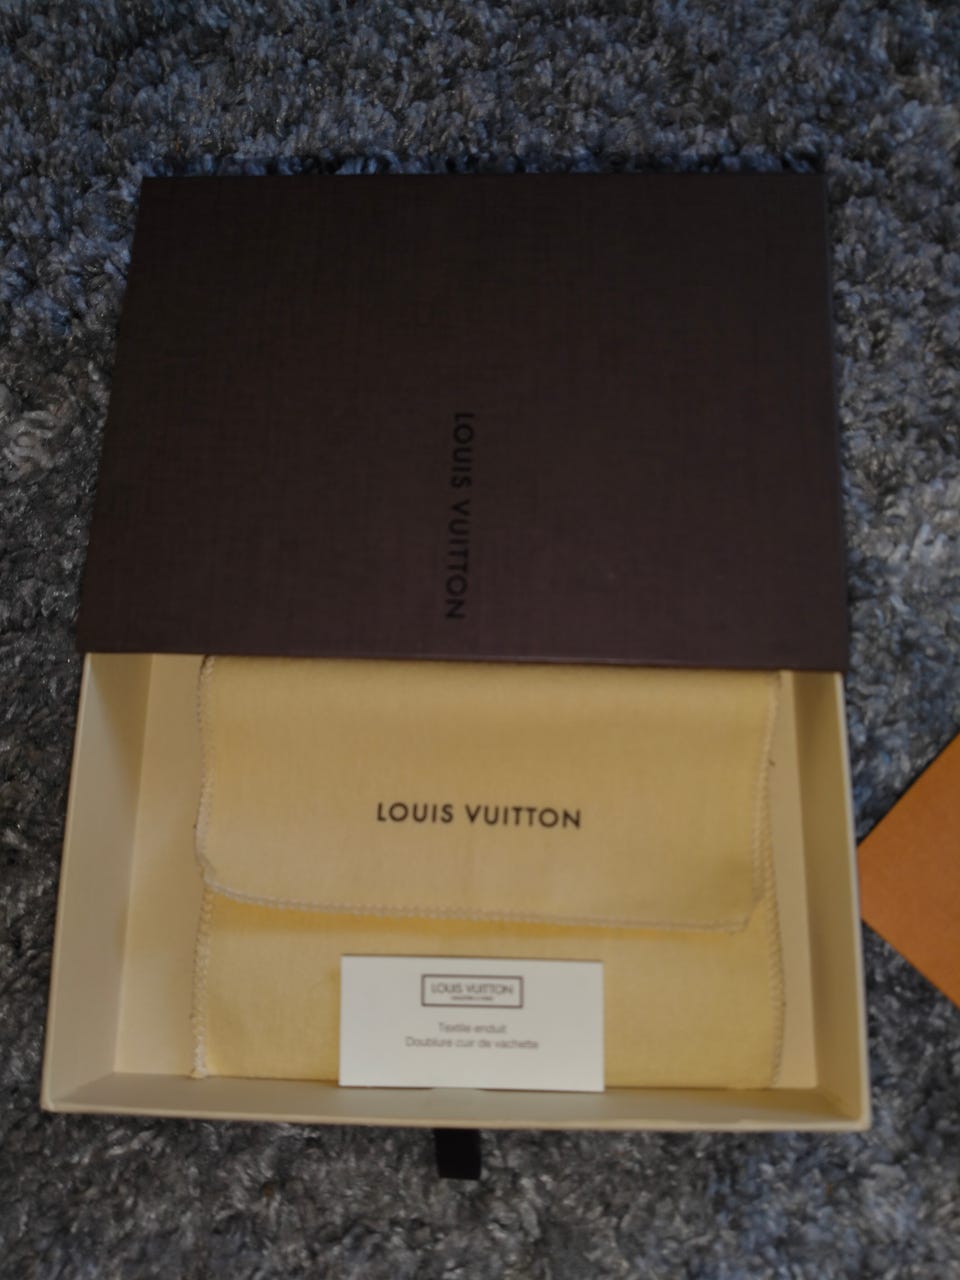 LOUIS VUITTON
LOUIS VUITTON
LOUIS VUITTON
Textile enduit
Doublure cuir de vachette